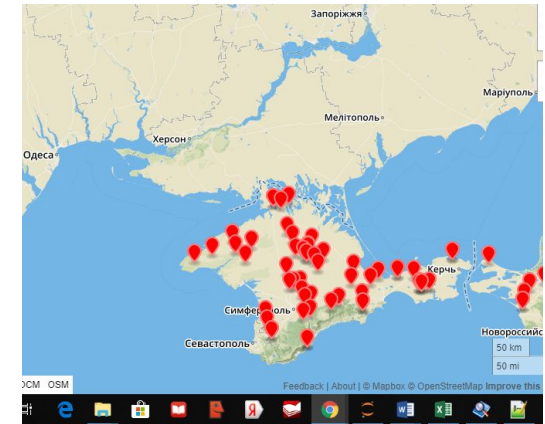 Запоріжжя
Маріуполь
Мелітополь
Херсон
Одеса
Керчь
Симферополь
Новороссийс
Севастополь
50 km
50 mi
OCM OSM
Feedback | About | © Mapbox © OpenStreetMap Improve this